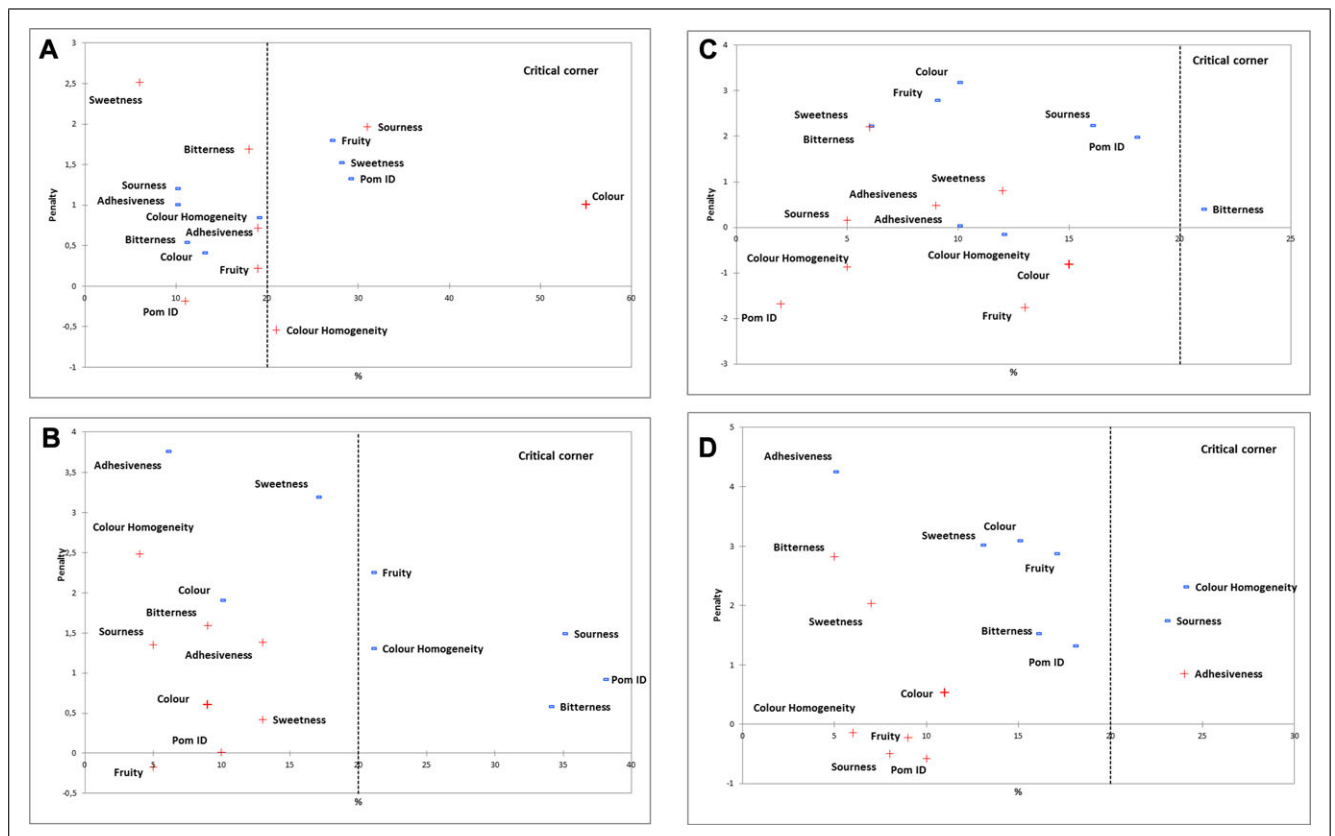 A
3
Critical corner
2,5
Sweetness
2
Sourness
Fruity
Bitterness
1,5
Sweetness
Penalty
Sourness
Pom ID
Adhesiveness
1
Colour
Colour Homogeneity
Adhesiveness
0,5
Bitterness
Colour
Fruity
0
0 10 20 30 40 50 60
Pom ID
-0,5
Colour Homogeneity
-1
%
B
4
Critical corner
Adhesiveness
3,5
Sweetness
3
Colour Homogeneity
2,5
Penalty
Fruity
2
Colour
Bitterness
1,5
Sourness
Sourness
Adhesiveness
Colour Homogeneity
1
Pom ID
Colour
Bitterness
0,5
Sweetness
Pom ID
0
0 5 10 15 20 25 30 35 40
Fruity
-0,5
%
C
4
Critical corner
Colour
3
Fruity
Sweetness
Sourness
2
Bitterness
Pom ID
Penalty
Sweetness
1
Adhesiveness
Bitterness
Sourness
Adhesiveness
0
0 5 10 15 20 25
Colour Homogeneity
Colour Homogeneity
-1
Colour
Pom ID
-2
Fruity
-3
%
D
5
Critical corner
Adhesiveness
4
Colour
3
Sweetness
Bitterness
Fruity
Colour Homogeneity
2
Penalty
Sweetness
Sourness
Bitterness
Pom ID
1
Adhesiveness
Colour
Colour Homogeneity
0
0 5 10 15 20 25 30
Fruity
Sourness
Pom ID
-1
%